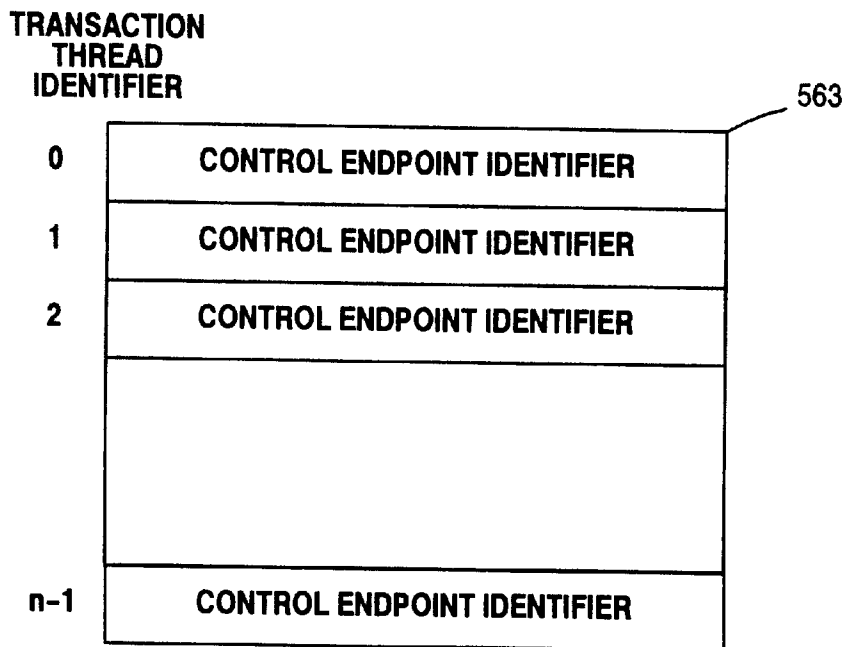 TRANSACTION
THREAD
IDENTIFIER
563
0 CONTROL ENDPOINT IDENTIFIER
1 CONTROL ENDPOINT IDENTIFIER
2 CONTROL ENDPOINT IDENTIFIER
n-1 CONTROL ENDPOINT IDENTIFIER